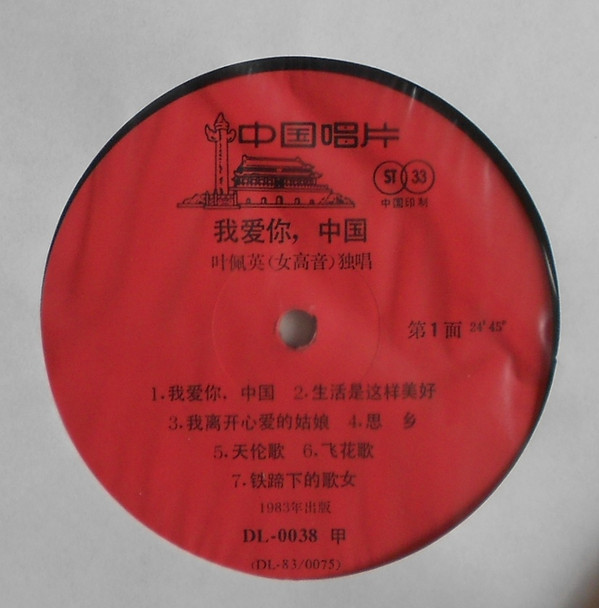 中国唱片
ST 33
中国印制
我爱你，中国
叶佩英(女高音)独唱
第1面 24′45″
1.我爱你，中国 2.生活是这样美好
3.我离开心爱的姑娘 4.思 乡
5.天伦歌 6.飞花歌
7.铁蹄下的歌女
1983年出版
DL-0038 甲
(DL-83/0075)